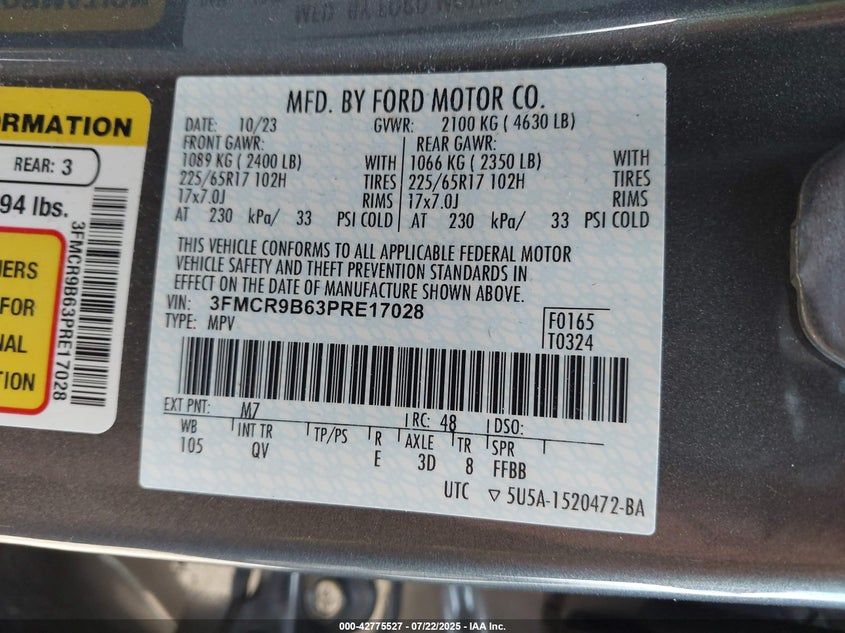 MFD. BY FORD MOTOR CO.
DATE: 10/23 GVWR: 2100 KG ( 4630 LB)
FRONT GAWR: REAR GAWR:
1089 KG ( 2400 LB) WITH 1066 KG ( 2350 LB) WITH
225/65R17 102H TIRES 225/65R17 102H TIRES
17x7.0J RIMS 17x7.0J RIMS
AT 230 kPa/ 33 PSI COLD AT 230 kPa/ 33 PSI COLD
THIS VEHICLE CONFORMS TO ALL APPLICABLE FEDERAL MOTOR
VEHICLE SAFETY AND THEFT PREVENTION STANDARDS IN
EFFECT ON THE DATE OF MANUFACTURE SHOWN ABOVE.
VIN: 3FMCR9B63PRE17028
TYPE: MPV
F0165
T0324
EXT PNT: M7 RC: 48 DSO:
WB INT TR TP/PS R AXLE TR SPR
105 QV E 3D 8 FFBB
UTC ▽ 5U5A-1520472-BA
REAR: 3
94 lbs.
3FMCR9B63PRE17028
FOR
000-42775527 07/22/2025 - IAA Inc.